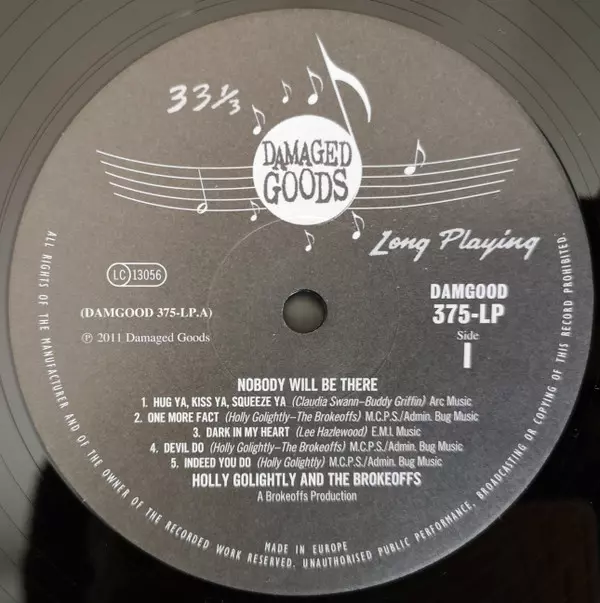 33⅓
DAMAGED
GOODS
Long Playing
LC 13056
(DAMGOOD 375-LP.A)
℗ 2011 Damaged Goods
DAMGOOD
375-LP
Side
1
NOBODY WILL BE THERE
1. HUG YA, KISS YA, SQUEEZE YA (Claudia Swann–Buddy Griffin) Arc Music
2. ONE MORE FACT (Holly Golightly–The Brokeoffs) M.C.P.S./Admin. Bug Music
3. DARK IN MY HEART (Lee Hazlewood) E.M.I. Music
4. DEVIL DO (Holly Golightly–The Brokeoffs) M.C.P.S./Admin. Bug Music
5. INDEED YOU DO (Holly Golightly) M.C.P.S./Admin. Bug Music
HOLLY GOLIGHTLY AND THE BROKEOFFS
A Brokeoffs Production
MADE IN EUROPE
ALL RIGHTS OF THE MANUFACTURER AND OF THE OWNER OF THE RECORDED WORK RESERVED. UNAUTHORISED PUBLIC PERFORMANCE, BROADCASTING OR COPYING OF THIS RECORD PROHIBITED.